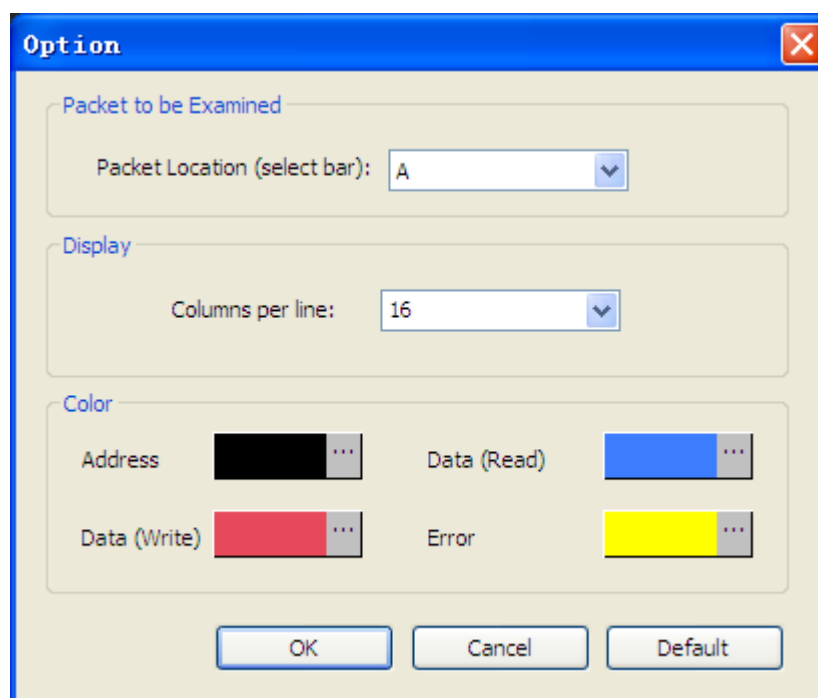 Option
Packet to be Examined
Packet Location (select bar): A
Display
Columns per line: 16
Color
Address ... Data (Read) ...
Data (Write) ... Error ...
OK Cancel Default